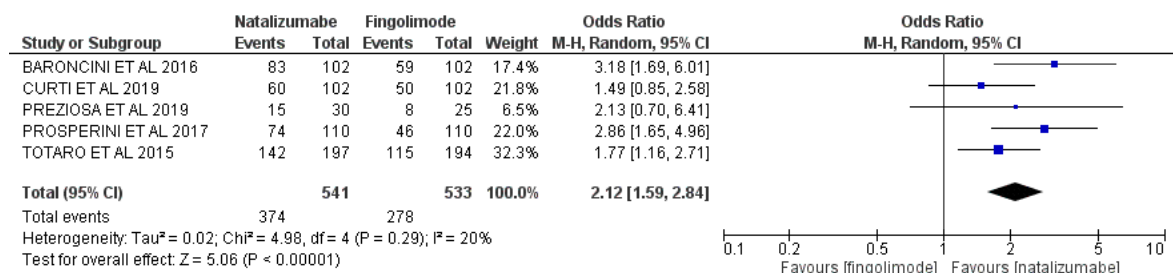 Natalizumabe Fingolimode Odds Ratio Odds Ratio
Study or Subgroup Events Total Events Total Weight M-H, Random, 95% CI M-H, Random, 95% CI
BARONCINI ET AL 2016 83 102 59 102 17.4% 3.18 [1.69, 6.01]
CURTI ET AL 2019 60 102 50 102 21.8% 1.49 [0.85, 2.58]
PREZIOSA ET AL 2019 15 30 8 25 6.5% 2.13 [0.70, 6.41]
PROSPERINI ET AL 2017 74 110 46 110 22.0% 2.86 [1.65, 4.96]
TOTARO ET AL 2015 142 197 115 194 32.3% 1.77 [1.16, 2.71]
Total (95% CI) 541 533 100.0% 2.12 [1.59, 2.84]
Total events 374 278
Heterogeneity: Tau² = 0.02; Chi² = 4.98, df = 4 (P = 0.29); I² = 20%
Test for overall effect: Z = 5.06 (P < 0.00001)
0.1 0.2 0.5 1 2 5 10
Favours [fingolimode] Favours [natalizumabe]